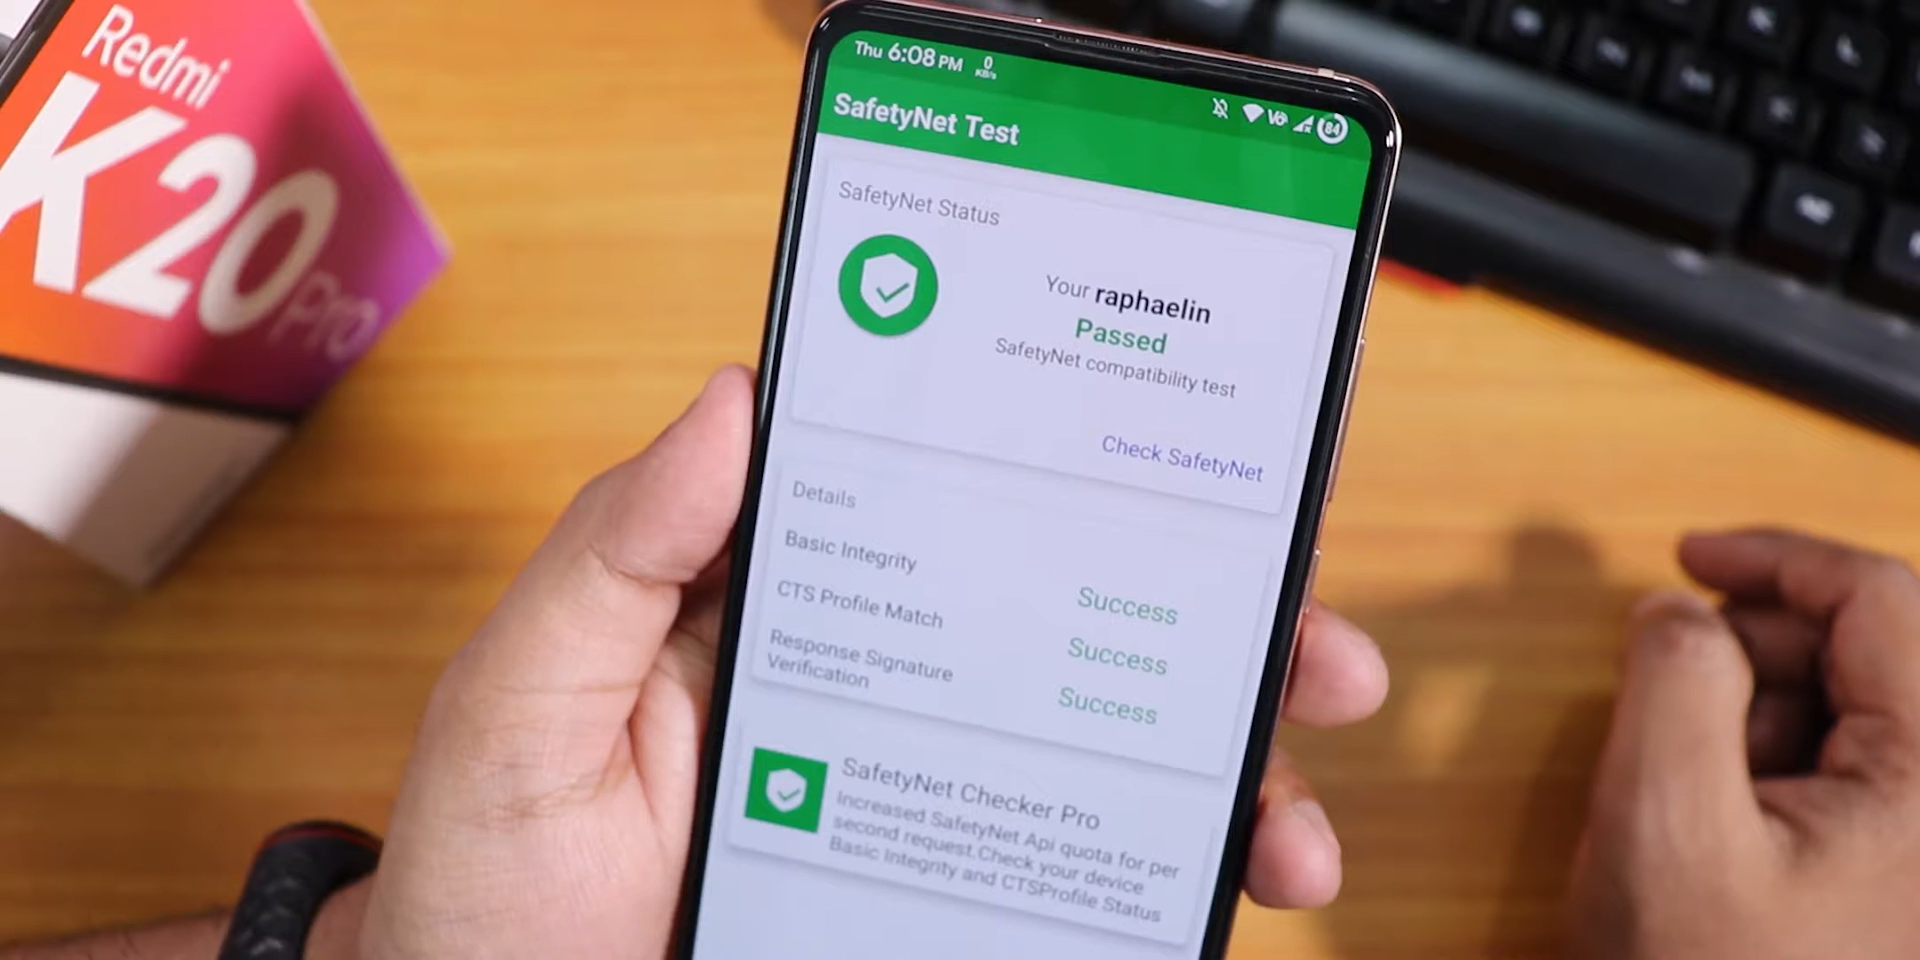 Redmi
K20
Pro
Thu 6:08 PM
0
KB/s
84
SafetyNet Test
SafetyNet Status
Your raphaelin
Passed
SafetyNet compatibility test
Check SafetyNet
Details
Basic Integrity
Success
CTS Profile Match
Success
Response Signature
Verification
Success
SafetyNet Checker Pro
Increased SafetyNet Api quota for per
second request.Check your device
Basic Integrity and CTSProfile Status